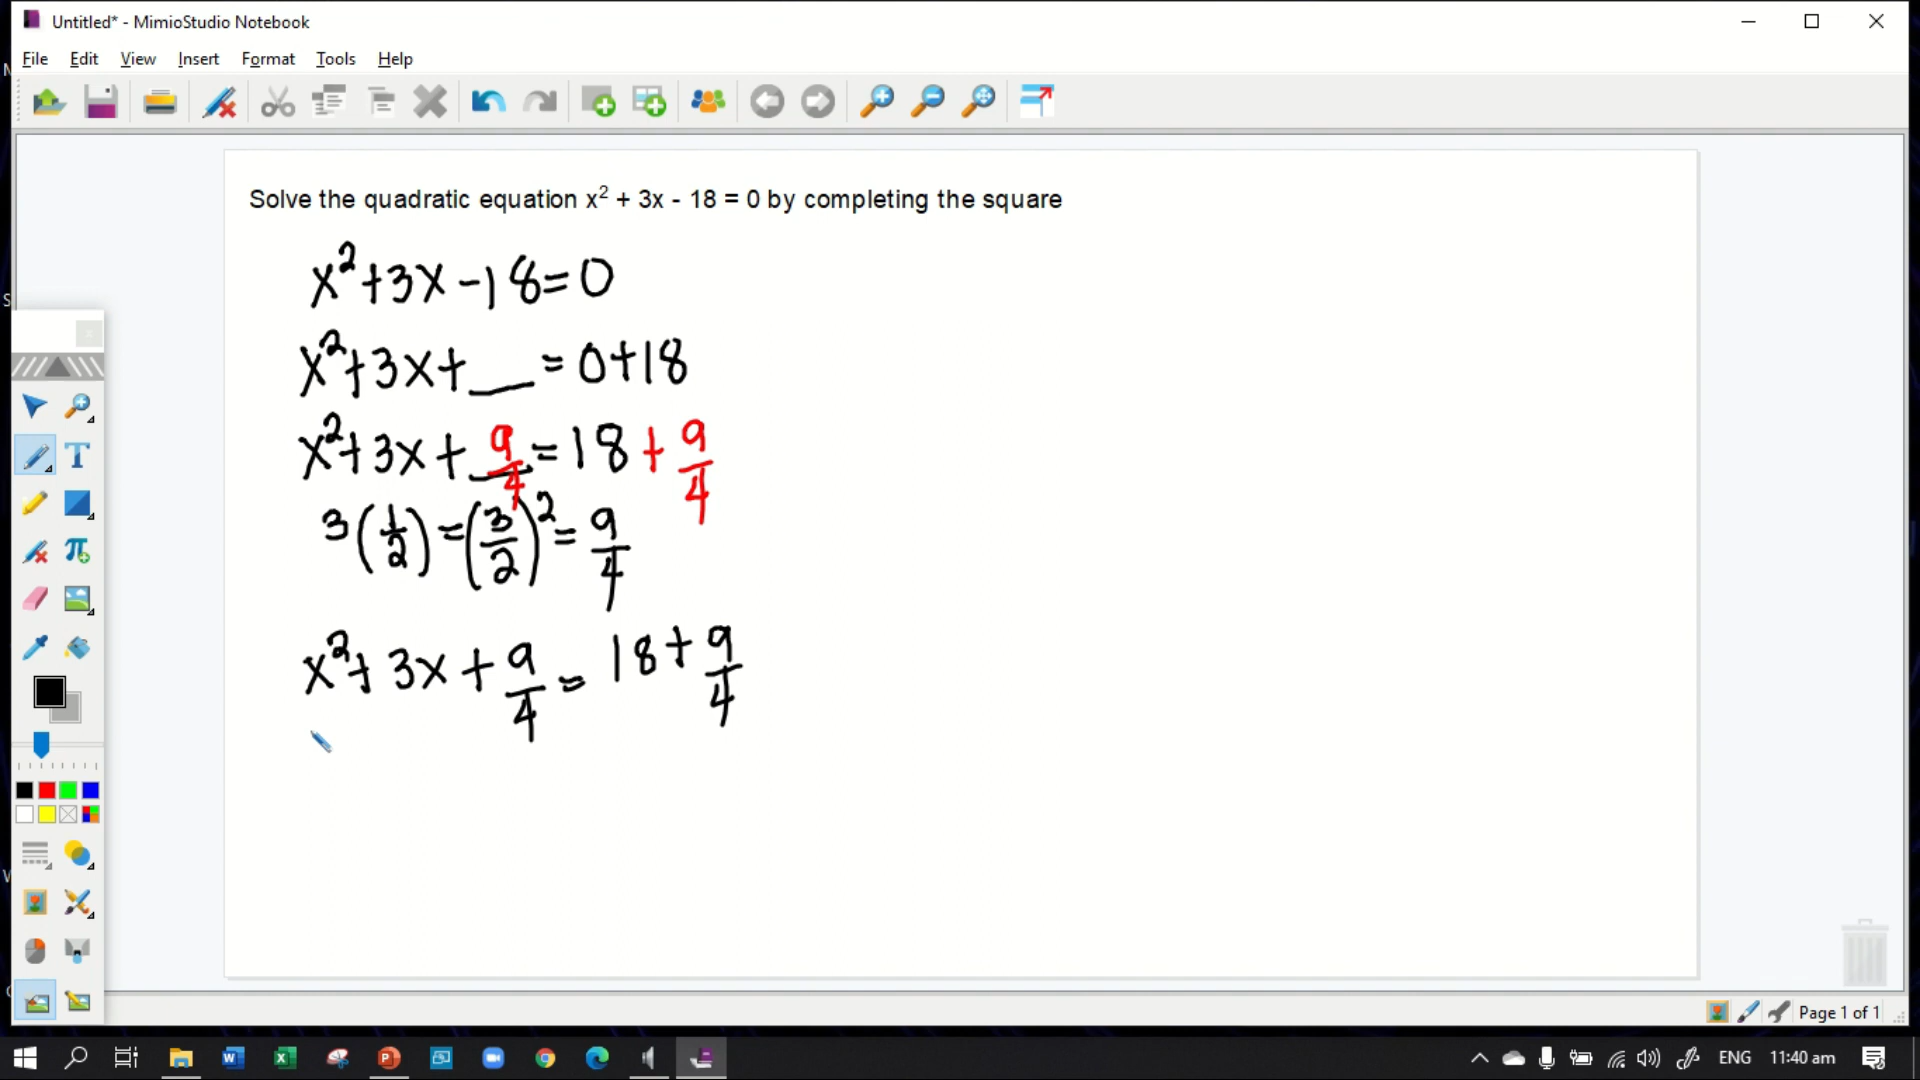 Untitled* - MimioStudio Notebook
File Edit View Insert Format Tools Help
Solve the quadratic equation x² + 3x - 18 = 0 by completing the square
x²+3x-18=0
x²+3x+__ = 0+18
x²+3x+ 9/4 = 18 + 9/4
3(1/2) = (3/2)² = 9/4
x²+3x+ 9/4 = 18+ 9/4
Page 1 of 1
ENG 11:40 am